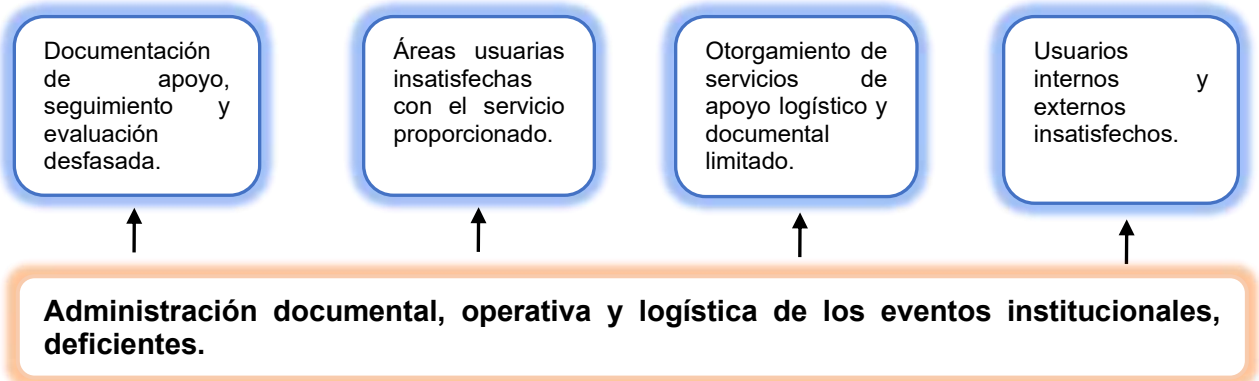 Documentación
de apoyo,
seguimiento y
evaluación
desfasada.
Áreas usuarias
insatisfechas
con el servicio
proporcionado.
Otorgamiento de
servicios de
apoyo logístico y
documental
limitado.
Usuarios
internos y
externos
insatisfechos.
Administración documental, operativa y logística de los eventos institucionales,
deficientes.